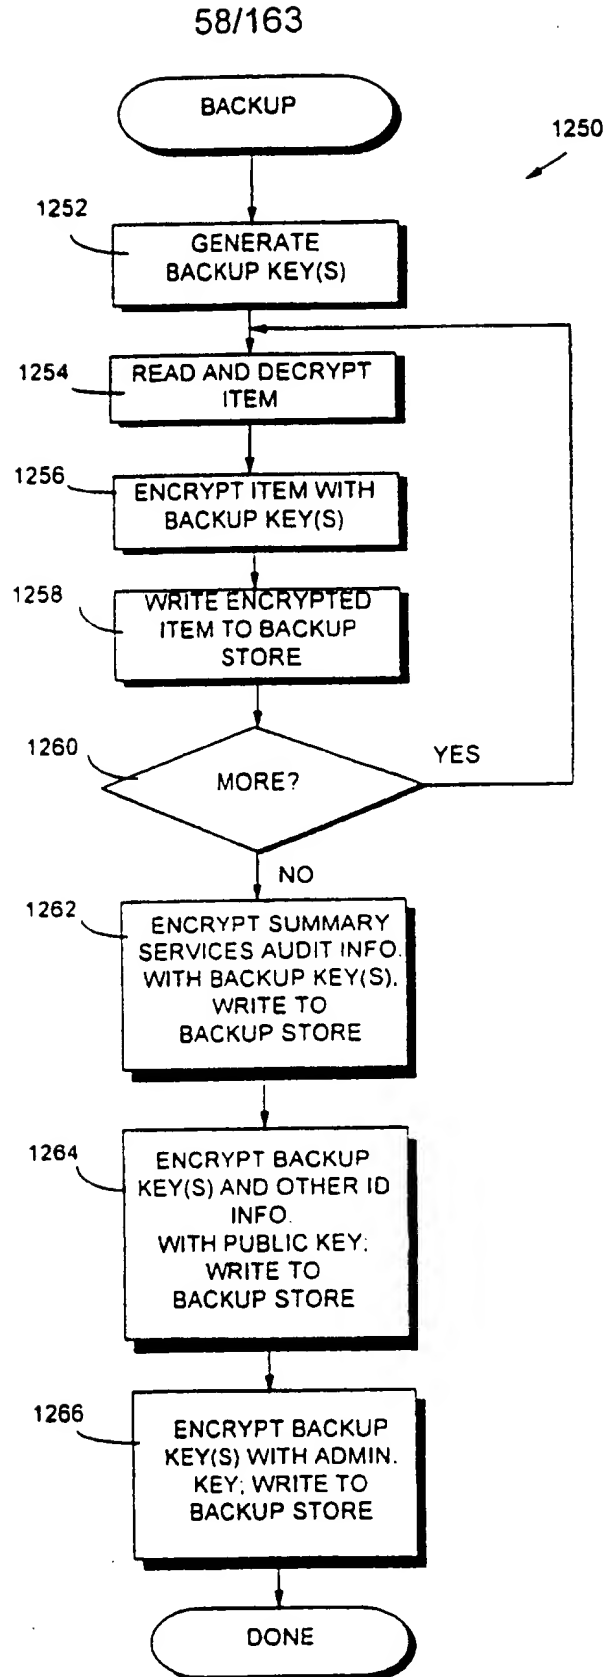 58/163
BACKUP
1250
1252
GENERATE
BACKUP KEY(S)
1254
READ AND DECRYPT
ITEM
1256
ENCRYPT ITEM WITH
BACKUP KEY(S)
1258
WRITE ENCRYPTED
ITEM TO BACKUP
STORE
1260
MORE?
YES
NO
1262
ENCRYPT SUMMARY
SERVICES AUDIT INFO.
WITH BACKUP KEY(S),
WRITE TO
BACKUP STORE
1264
ENCRYPT BACKUP
KEY(S) AND OTHER ID
INFO.
WITH PUBLIC KEY;
WRITE TO
BACKUP STORE
1266
ENCRYPT BACKUP
KEY(S) WITH ADMIN.
KEY; WRITE TO
BACKUP STORE
DONE